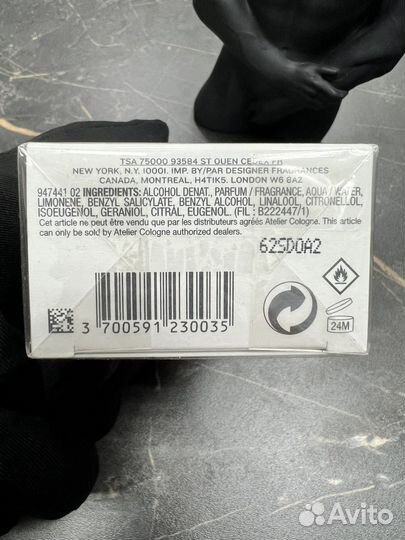 TSA 75000 93584 ST OUEN CEDEX FR
NEW YORK, N.Y. 10001. IMP. BY/PAR DESIGNER FRAGRANCES
CANADA, MONTREAL, H4T1K5. LONDON W6 8AZ
947441 02 INGREDIENTS: ALCOHOL DENAT., PARFUM / FRAGRANCE, AQUA / WATER,
LIMONENE, BENZYL SALICYLATE, BENZYL ALCOHOL, LINALOOL, CITRONELLOL,
ISOEUGENOL, GERANIOL, CITRAL, EUGENOL. (FIL : B222447/1)
Cet article ne peut être vendu que par les distributeurs agréés Atelier Cologne. This article
can only be sold by Atelier Cologne authorized dealers.
62SD0A2
3 700591 230035
24M
Avito